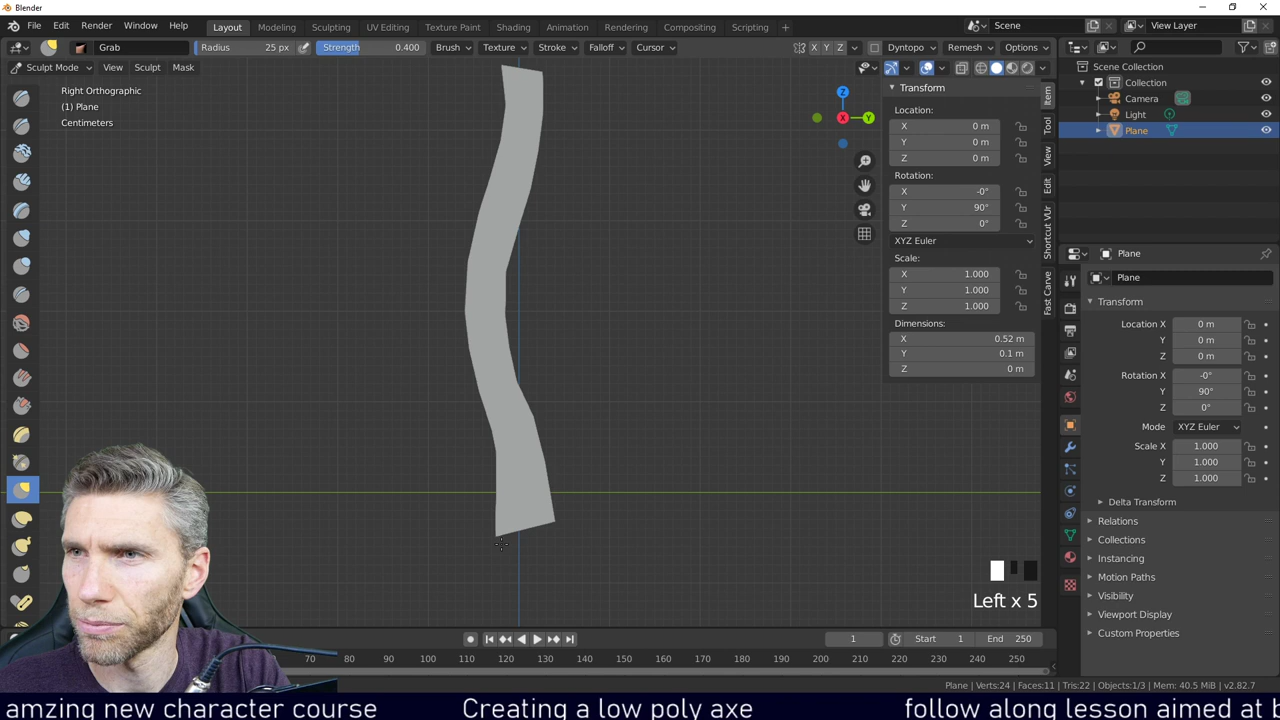 Blender
File Edit Render Window Help Layout Modeling Sculpting UV Editing Texture Paint Shading Animation Rendering Compositing Scripting + Scene View Layer
Grab Radius 25 px Strength 0.400 Brush Texture Stroke Falloff Cursor X Y Z Dyntopo Remesh Options
Sculpt Mode View Sculpt Mask
Right Orthographic
(1) Plane
Centimeters
Z
X
Y
Transform
Location:
X 0 m
Y 0 m
Z 0 m
Rotation:
X -0°
Y 90°
Z 0°
XYZ Euler
Scale:
X 1.000
Y 1.000
Z 1.000
Dimensions:
X 0.52 m
Y 0.1 m
Z 0 m
Item
Tool
View
Edit
Shortcut VUr
Fast Carve
Scene Collection
Collection
Camera
Light
Plane
Plane
Plane
Transform
Location X 0 m
Y 0 m
Z 0 m
Rotation X -0°
Y 90°
Z 0°
Mode XYZ Euler
Scale X 1.000
Y 1.000
Z 1.000
Delta Transform
Relations
Collections
Instancing
Motion Paths
Visibility
Viewport Display
Custom Properties
Left x 5
1 Start 1 End 250
70 80 90 100 110 120 130 140 150 160 170 180 190 200 210 220 230 240 250
Plane | Verts:24 | Faces:11 | Tris:22 | Objects:1/3 | Mem: 40.5 MiB | v2.82.7
amzing new character course Creating a low poly axe follow along lesson aimed at b